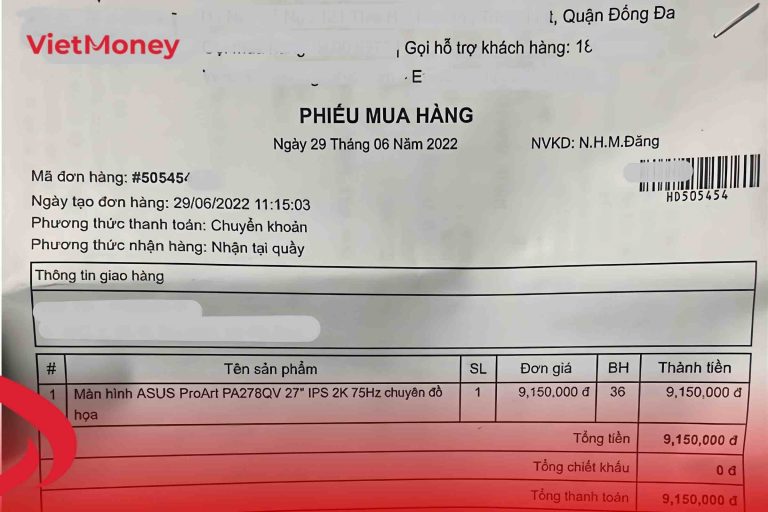 t, Quận Đống Đa
VietMoney
, Gọi hỗ trợ khách hàng: 18
E
PHIẾU MUA HÀNG
Ngày 29 Tháng 06 Năm 2022
NVKD: N.H.M.Đăng
Mã đơn hàng: #505454
HD505454
Ngày tạo đơn hàng: 29/06/2022 11:15:03
Phương thức thanh toán: Chuyển khoản
Phương thức nhận hàng: Nhận tại quầy
Thông tin giao hàng
# Tên sản phẩm SL Đơn giá BH Thành tiền
1 Màn hình ASUS ProArt PA278QV 27" IPS 2K 75Hz chuyên đồ 1 9,150,000 đ 36 9,150,000 đ
họa
Tổng tiền 9,150,000 đ
Tổng chiết khấu 0 đ
Tổng thanh toán 9,150,000 đ